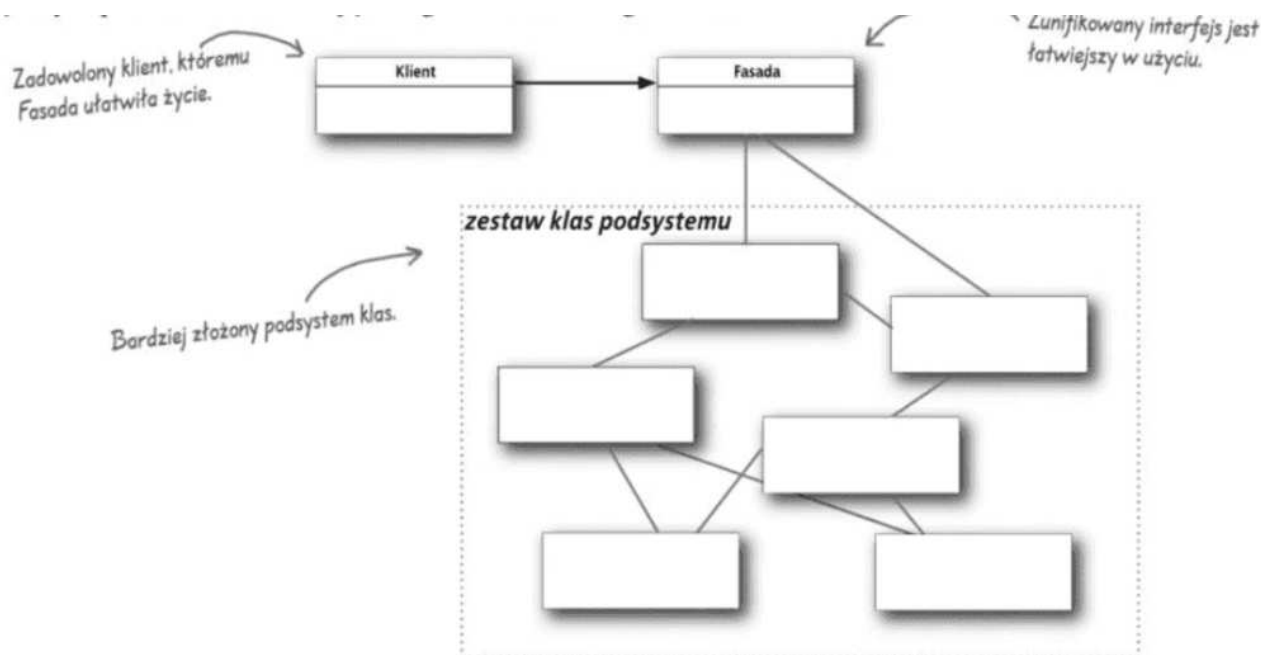 Zunifikowany interfejs jest
łatwiejszy w użyciu.
Zadowolony klient, któremu
Fasada ułatwiła życie.
Klient
Fasada
zestaw klas podsystemu
Bardziej złożony podsystem klas.